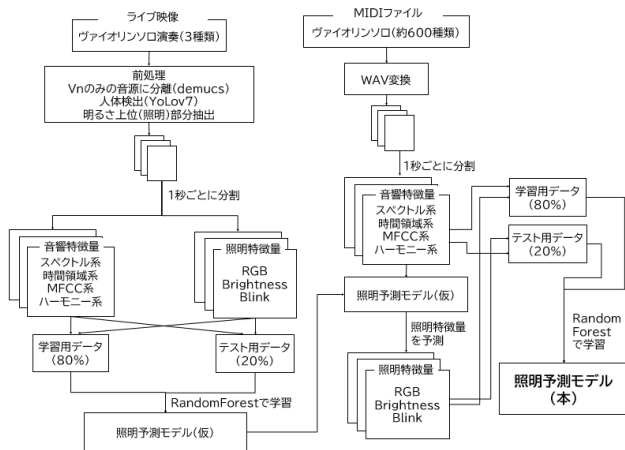 ライブ映像
ヴァイオリンソロ演奏(3種類)
前処理
Vnのみの音源に分離(demucs)
人体検出(YoLov7)
明るさ上位(照明)部分抽出
1秒ごとに分割
音響特徴量
スペクトル系
時間領域系
MFCC系
ハーモニー系
照明特徴量
RGB
Brightness
Blink
学習用データ
(80%)
テスト用データ
(20%)
RandomForestで学習
照明予測モデル(仮)
MIDIファイル
ヴァイオリンソロ(約600種類)
WAV変換
1秒ごとに分割
音響特徴量
スペクトル系
時間領域系
MFCC系
ハーモニー系
照明予測モデル(仮)
照明特徴量
を予測
照明特徴量
RGB
Brightness
Blink
学習用データ
(80%)
テスト用データ
(20%)
Random
Forest
で学習
照明予測モデル
(本)